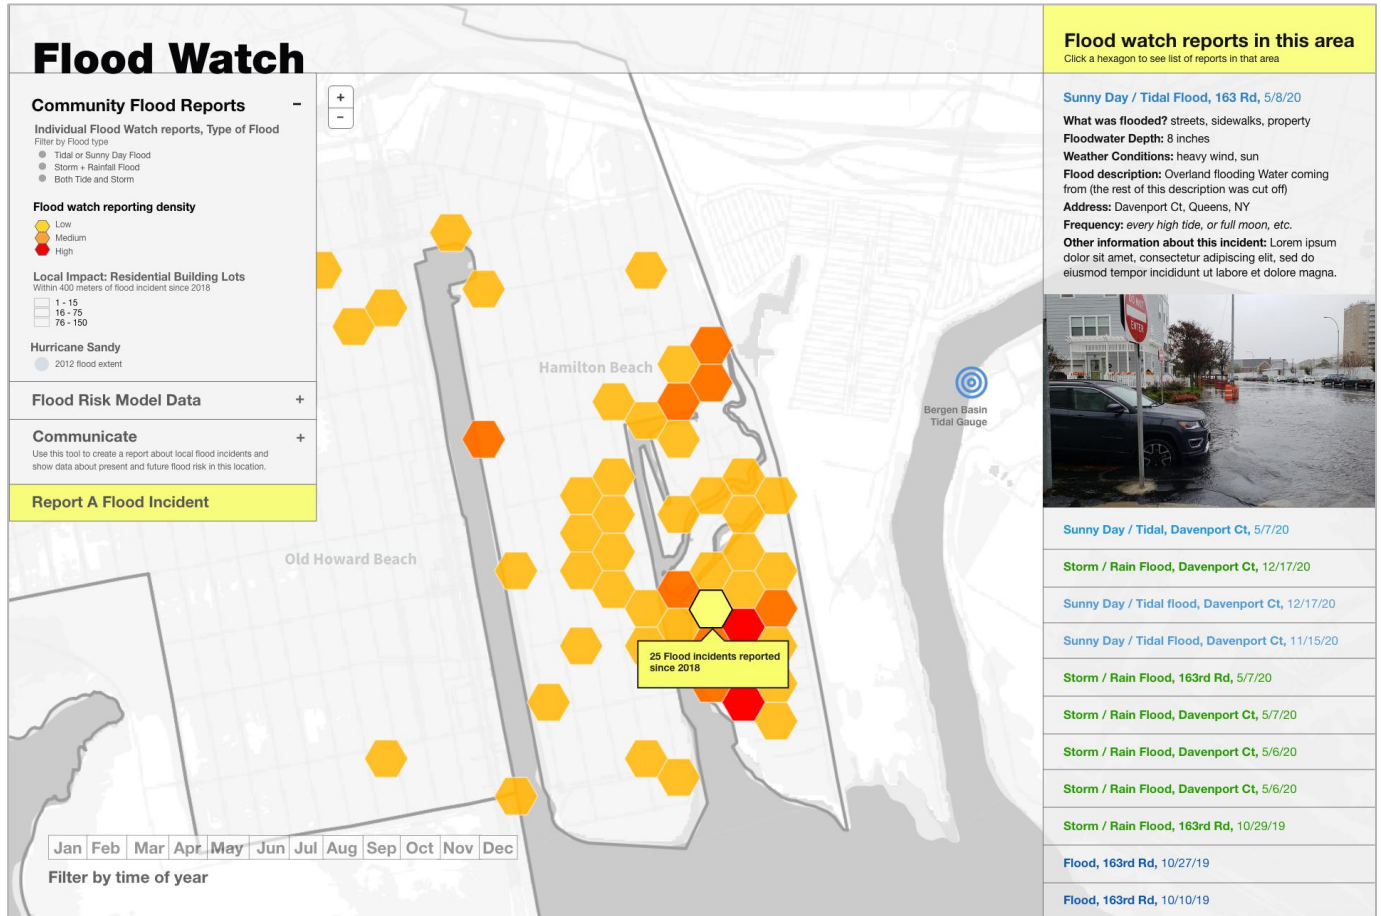 Flood Watch
Community Flood Reports −
Individual Flood Watch reports, Type of Flood
Filter by Flood type
Tidal or Sunny Day Flood
Storm + Rainfall Flood
Both Tide and Storm
Flood watch reporting density
Low
Medium
High
Local Impact: Residential Building Lots
Within 400 meters of flood incident since 2018
1 - 15
16 - 75
76 - 150
Hurricane Sandy
2012 flood extent
Flood Risk Model Data +
Communicate +
Use this tool to create a report about local flood incidents and
show data about present and future flood risk in this location.
Report A Flood Incident
+
−
Hamilton Beach
Old Howard Beach
Bergen Basin
Tidal Gauge
25 Flood incidents reported
since 2018
Jan Feb Mar Apr May Jun Jul Aug Sep Oct Nov Dec
Filter by time of year
Flood watch reports in this area
Click a hexagon to see list of reports in that area
Sunny Day / Tidal Flood, 163 Rd, 5/8/20
What was flooded? streets, sidewalks, property
Floodwater Depth: 8 inches
Weather Conditions: heavy wind, sun
Flood description: Overland flooding Water coming
from (the rest of this description was cut off)
Address: Davenport Ct, Queens, NY
Frequency: every high tide, or full moon, etc.
Other information about this incident: Lorem ipsum
dolor sit amet, consectetur adipiscing elit, sed do
eiusmod tempor incididunt ut labore et dolore magna.
DO NOT
ENTER
Sunny Day / Tidal, Davenport Ct, 5/7/20
Storm / Rain Flood, Davenport Ct, 12/17/20
Sunny Day / Tidal flood, Davenport Ct, 12/17/20
Sunny Day / Tidal Flood, Davenport Ct, 11/15/20
Storm / Rain Flood, 163rd Rd, 5/7/20
Storm / Rain Flood, Davenport Ct, 5/7/20
Storm / Rain Flood, Davenport Ct, 5/6/20
Storm / Rain Flood, Davenport Ct, 5/6/20
Storm / Rain Flood, 163rd Rd, 10/29/19
Flood, 163rd Rd, 10/27/19
Flood, 163rd Rd, 10/10/19